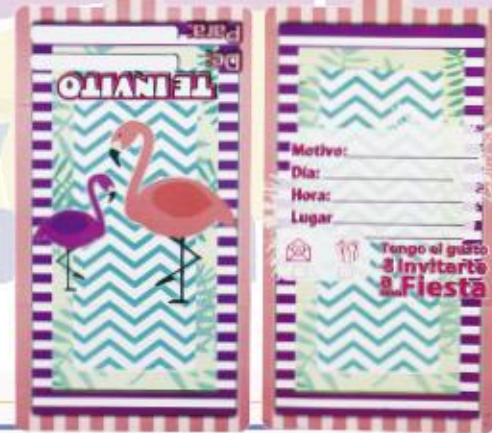 TE INVITO
De:
Para:
Motivo:
Día:
Hora:
Lugar
Tengo el gusto
Invitarte
Fiesta